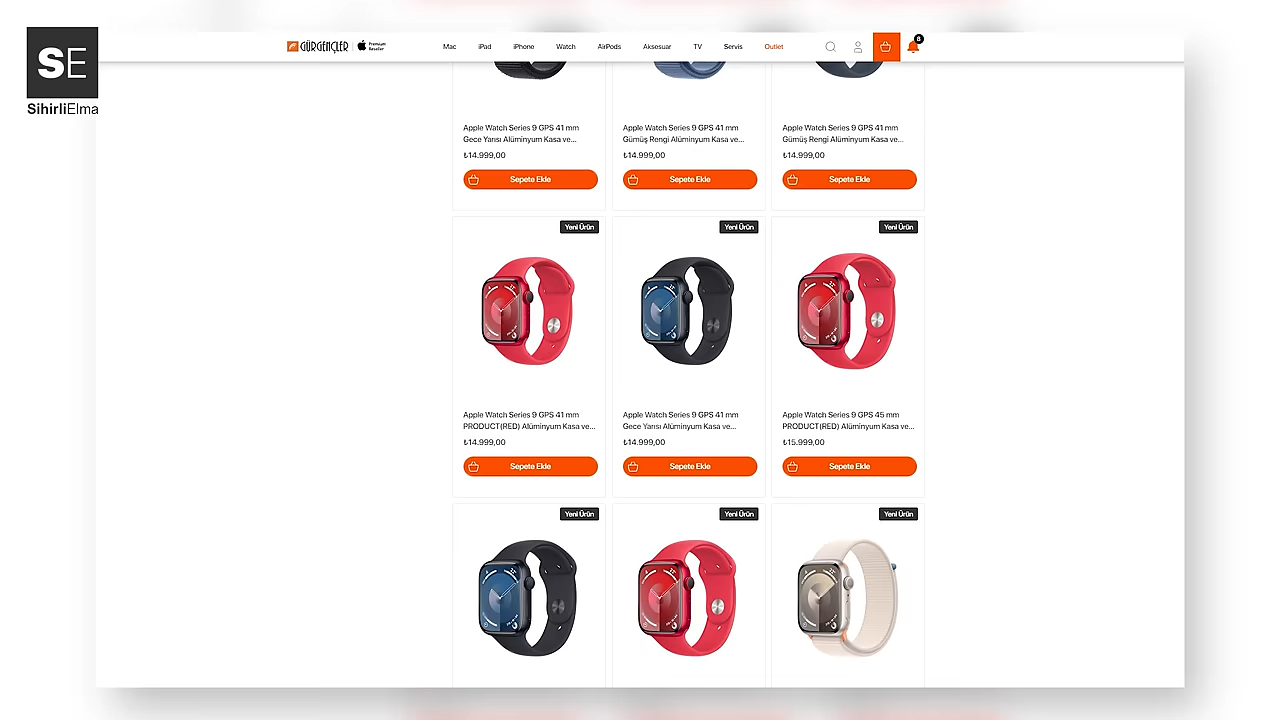 SE
SihirliElma
GÜRGENÇLER
Premium
Reseller
Mac
iPad
iPhone
Watch
AirPods
Aksesuar
TV
Servis
Outlet
8
Apple Watch Series 9 GPS 41 mm
Gece Yarısı Alüminyum Kasa ve...
₺14.999,00
Sepete Ekle
Apple Watch Series 9 GPS 41 mm
Gümüş Rengi Alüminyum Kasa ve...
₺14.999,00
Sepete Ekle
Apple Watch Series 9 GPS 41 mm
Gümüş Rengi Alüminyum Kasa ve...
₺14.999,00
Sepete Ekle
Yeni Ürün
Apple Watch Series 9 GPS 41 mm
PRODUCT(RED) Alüminyum Kasa ve...
₺14.999,00
Sepete Ekle
Yeni Ürün
Apple Watch Series 9 GPS 41 mm
Gece Yarısı Alüminyum Kasa ve...
₺14.999,00
Sepete Ekle
Yeni Ürün
Apple Watch Series 9 GPS 45 mm
PRODUCT(RED) Alüminyum Kasa ve...
₺15.999,00
Sepete Ekle
Yeni Ürün
Yeni Ürün
Yeni Ürün